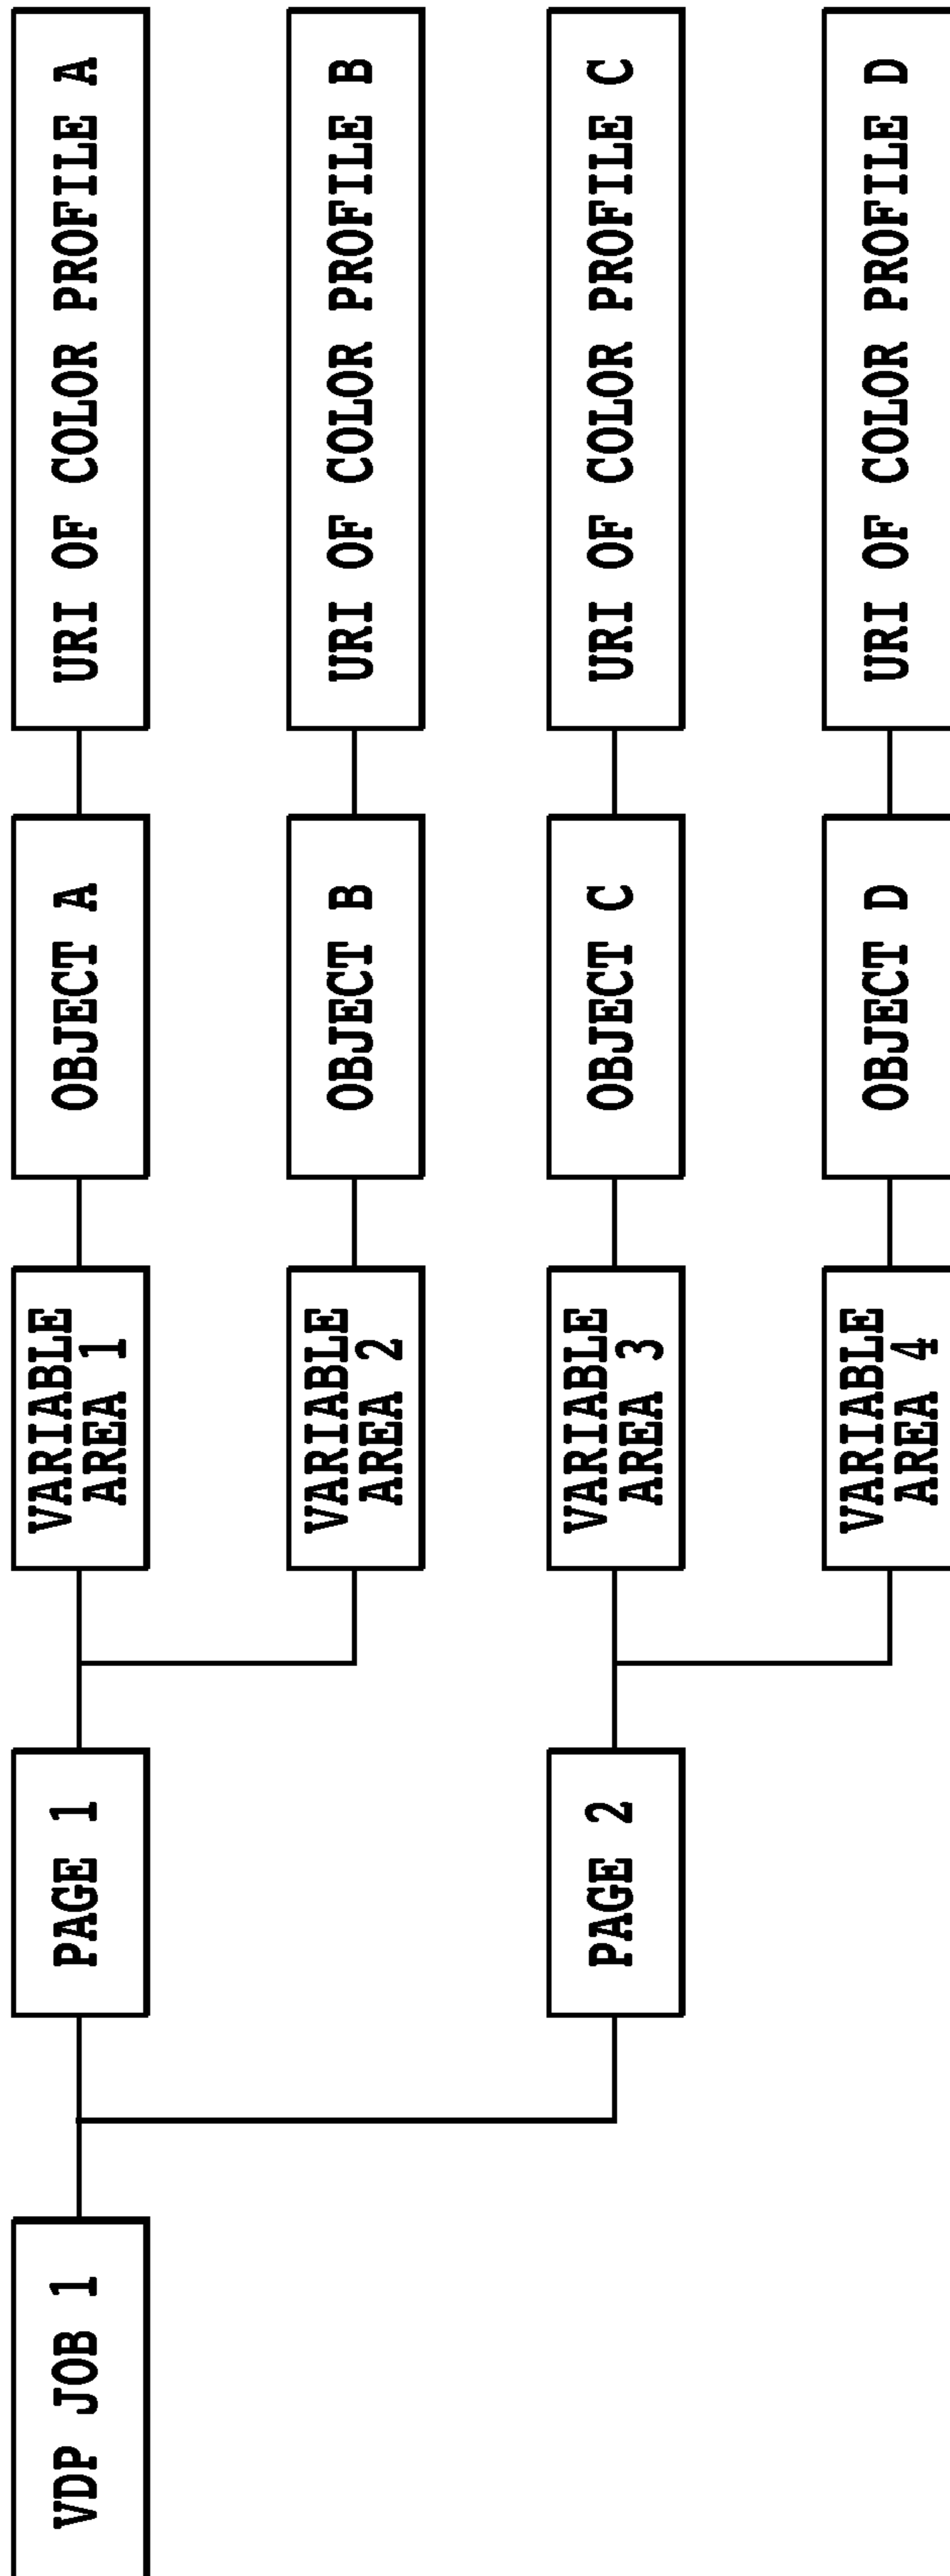 VDP JOB 1
PAGE 1
VARIABLE
AREA 1
OBJECT A
URI OF COLOR PROFILE A
VARIABLE
AREA 2
OBJECT B
URI OF COLOR PROFILE B
PAGE 2
VARIABLE
AREA 3
OBJECT C
URI OF COLOR PROFILE C
VARIABLE
AREA 4
OBJECT D
URI OF COLOR PROFILE D